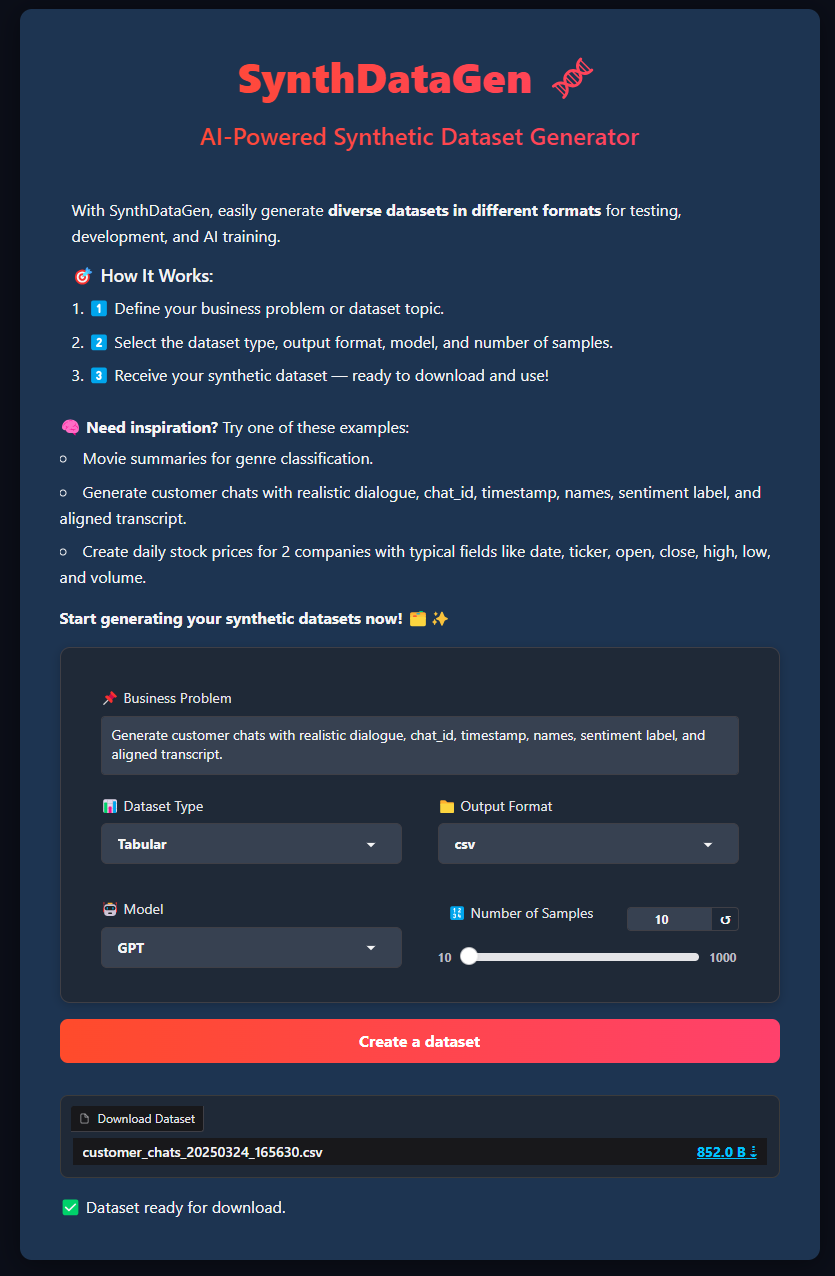 SynthDataGen 🧬
AI-Powered Synthetic Dataset Generator
With SynthDataGen, easily generate diverse datasets in different formats for testing,
development, and AI training.
🎯 How It Works:
1. 1️⃣ Define your business problem or dataset topic.
2. 2️⃣ Select the dataset type, output format, model, and number of samples.
3. 3️⃣ Receive your synthetic dataset — ready to download and use!
🧠 Need inspiration? Try one of these examples:
○ Movie summaries for genre classification.
○ Generate customer chats with realistic dialogue, chat_id, timestamp, names, sentiment label, and
aligned transcript.
○ Create daily stock prices for 2 companies with typical fields like date, ticker, open, close, high, low,
and volume.
Start generating your synthetic datasets now! 🗂️✨
📌 Business Problem
Generate customer chats with realistic dialogue, chat_id, timestamp, names, sentiment label, and
aligned transcript.
📊 Dataset Type
📁 Output Format
Tabular
csv
🤖 Model
🔢 Number of Samples
10 ↺
GPT
10
1000
Create a dataset
Download Dataset
customer_chats_20250324_165630.csv
852.0 B ⇣
✅ Dataset ready for download.